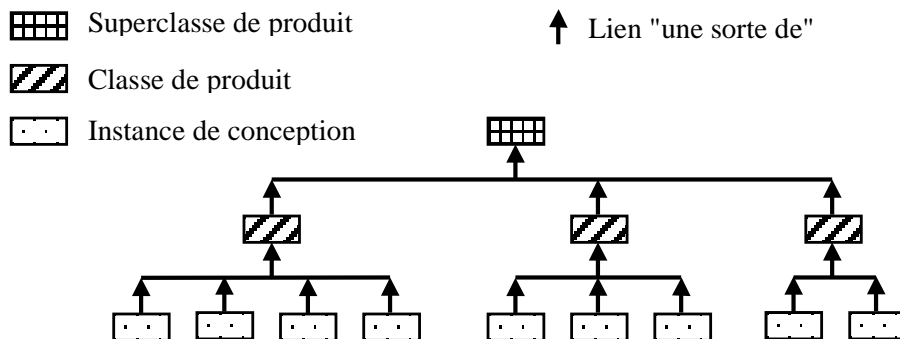 Superclasse de produit
Lien "une sorte de"
Classe de produit
Instance de conception